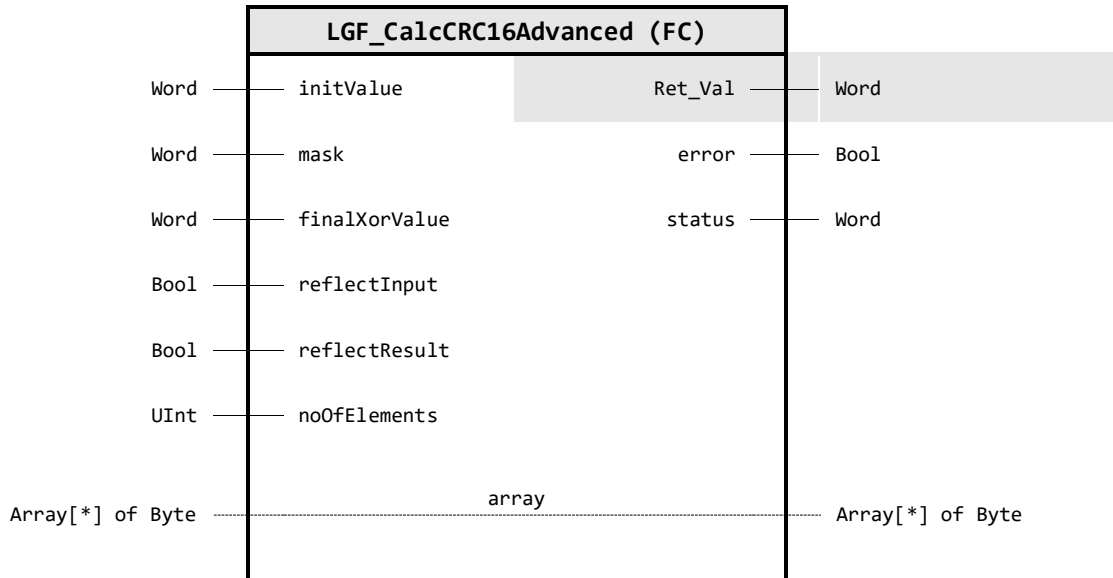 LGF_CalcCRC16Advanced (FC)
Word initValue Ret_Val Word
Word mask error Bool
Word finalXorValue status Word
Bool reflectInput
Bool reflectResult
UInt noOfElements
array
Array[*] of Byte Array[*] of Byte